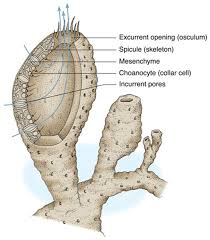 Excurrent opening (osculum)
Spicule (skeleton)
Mesenchyme
Choanocyte (collar cell)
Incurrent pores